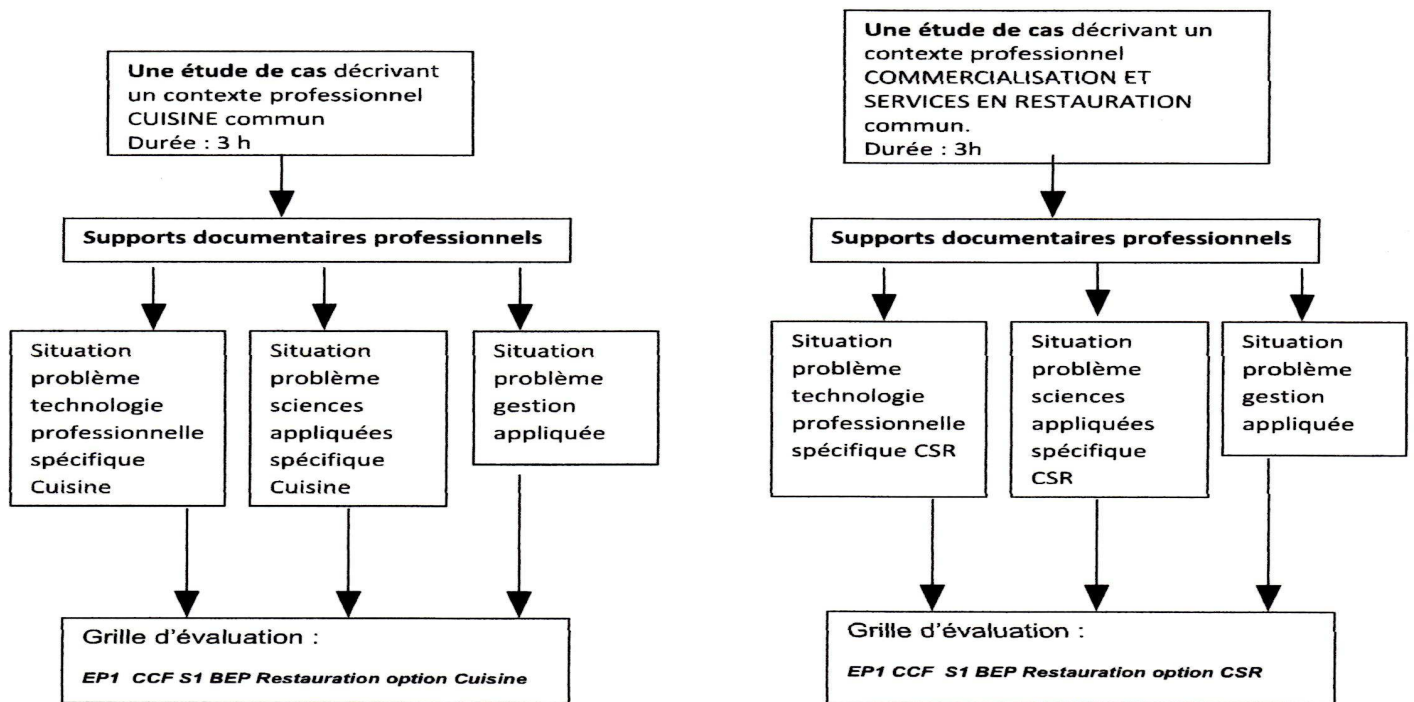 Une étude de cas décrivant
un contexte professionnel
CUISINE commun
Durée : 3 h
Supports documentaires professionnels
Situation
problème
technologie
professionnelle
spécifique
Cuisine
Situation
problème
sciences
appliquées
spécifique
Cuisine
Situation
problème
gestion
appliquée
Grille d'évaluation :
EP1 CCF S1 BEP Restauration option Cuisine
Une étude de cas décrivant un
contexte professionnel
COMMERCIALISATION ET
SERVICES EN RESTAURATION
commun.
Durée : 3h
Supports documentaires professionnels
Situation
problème
technologie
professionnelle
spécifique CSR
Situation
problème
sciences
appliquées
spécifique
CSR
Situation
problème
gestion
appliquée
Grille d'évaluation :
EP1 CCF S1 BEP Restauration option CSR